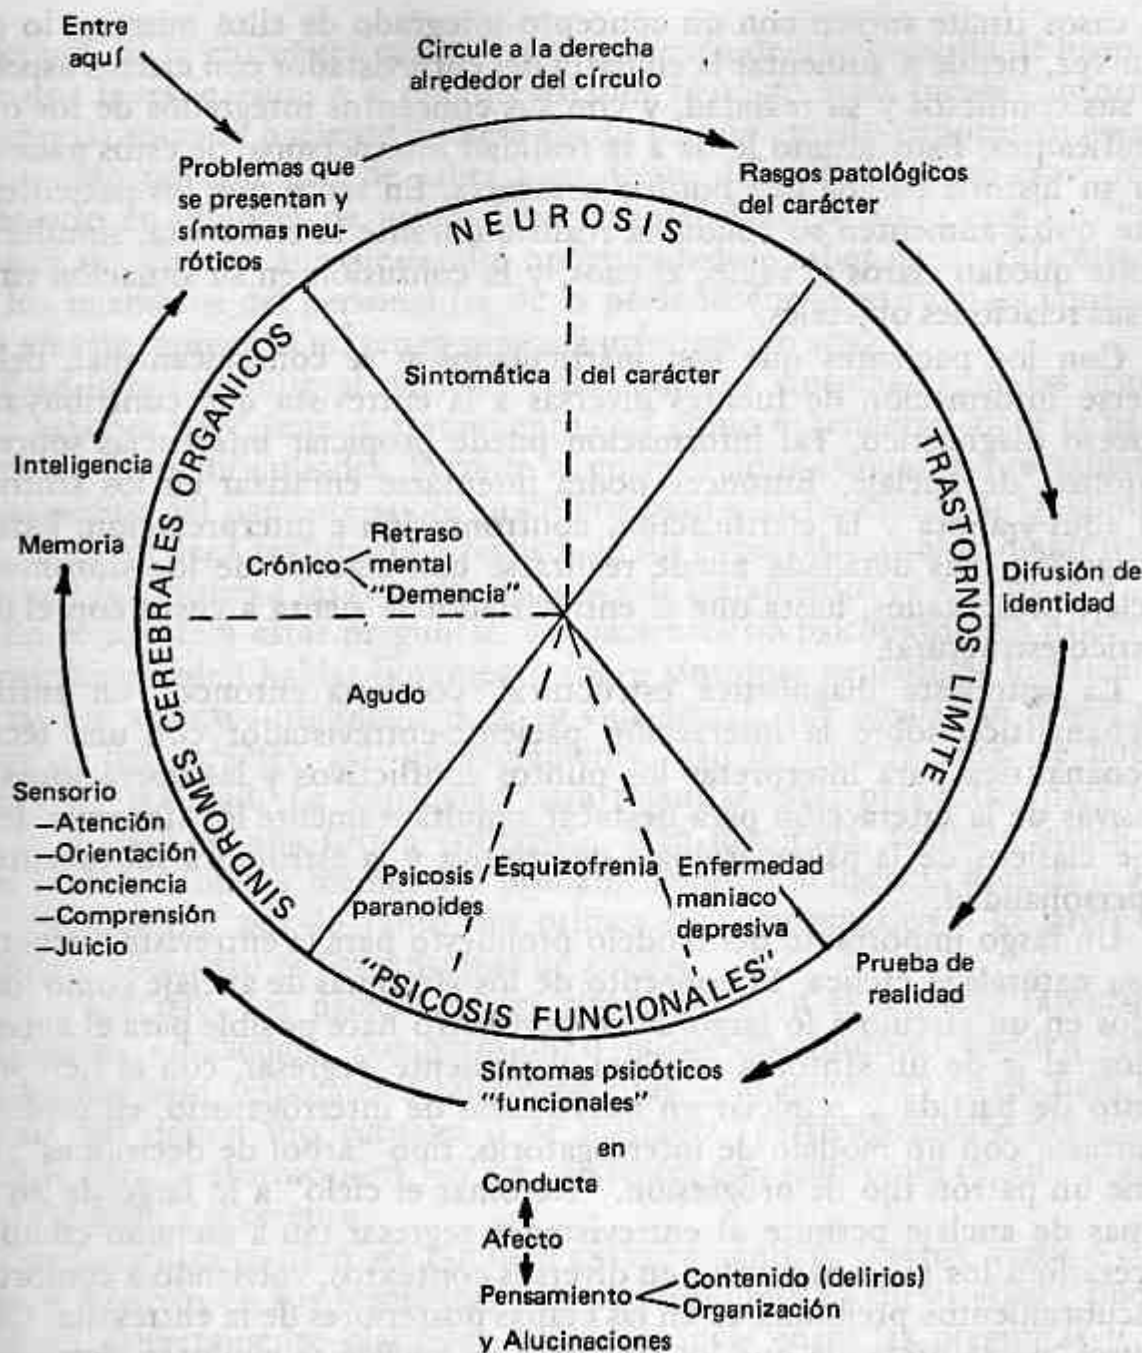 Entre
aquí
Circule a la derecha
alrededor del círculo
Problemas que
se presentan y
síntomas neu-
róticos
Rasgos patológicos
del carácter
NEUROSIS
Sintomática
del carácter
TRASTORNOS LIMITE
Difusión de
identidad
Prueba de
realidad
"PSICOSIS FUNCIONALES"
Enfermedad
maniaco
depresiva
Esquizofrenia
Psicosis
paranoides
Síntomas psicóticos
"funcionales"
en
Conducta
Afecto
Pensamiento
Contenido (delirios)
Organización
y Alucinaciones
SINDROMES CEREBRALES ORGANICOS
Agudo
Crónico
Retraso
mental
"Demencia"
Sensorio
—Atención
—Orientación
—Conciencia
—Comprensión
—Juicio
Memoria
Inteligencia